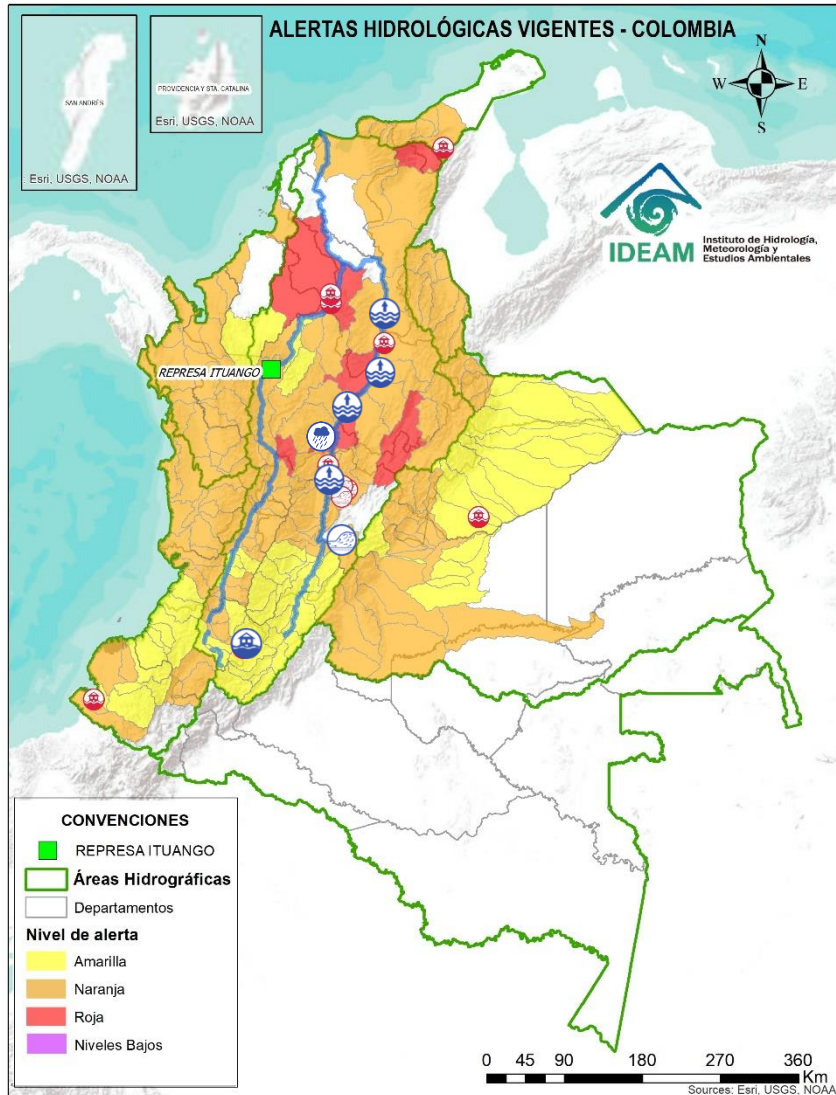 ALERTAS HIDROLÓGICAS VIGENTES - COLOMBIA
SAN ANDRÉS
Esri, USGS, NOAA
PROVIDENCIA Y STA. CATALINA
Esri, USGS, NOAA
N
W
E
S
IDEAM
Instituto de Hidrología,
Meteorología y
Estudios Ambientales
REPRESA ITUANGO
CONVENCIONES
REPRESA ITUANGO
Áreas Hidrográficas
Departamentos
Nivel de alerta
Amarilla
Naranja
Roja
Niveles Bajos
0 45 90 180 270 360
Km
Sources: Esri, USGS, NOAA